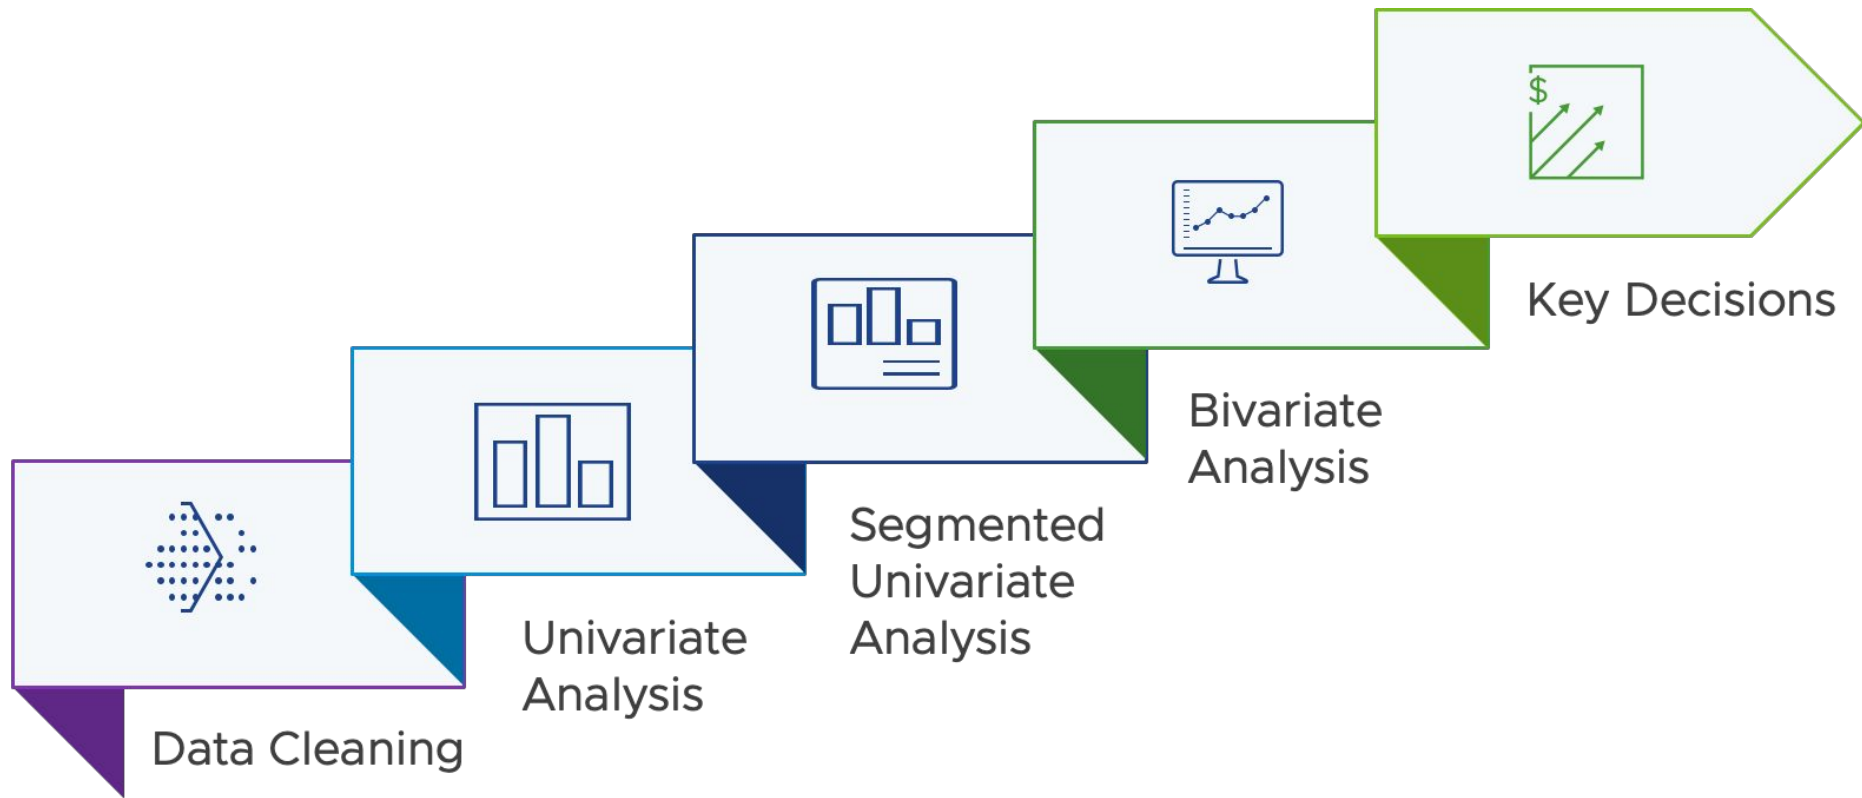 $
Key Decisions
Bivariate
Analysis
Segmented
Univariate
Analysis
Univariate
Analysis
Data Cleaning